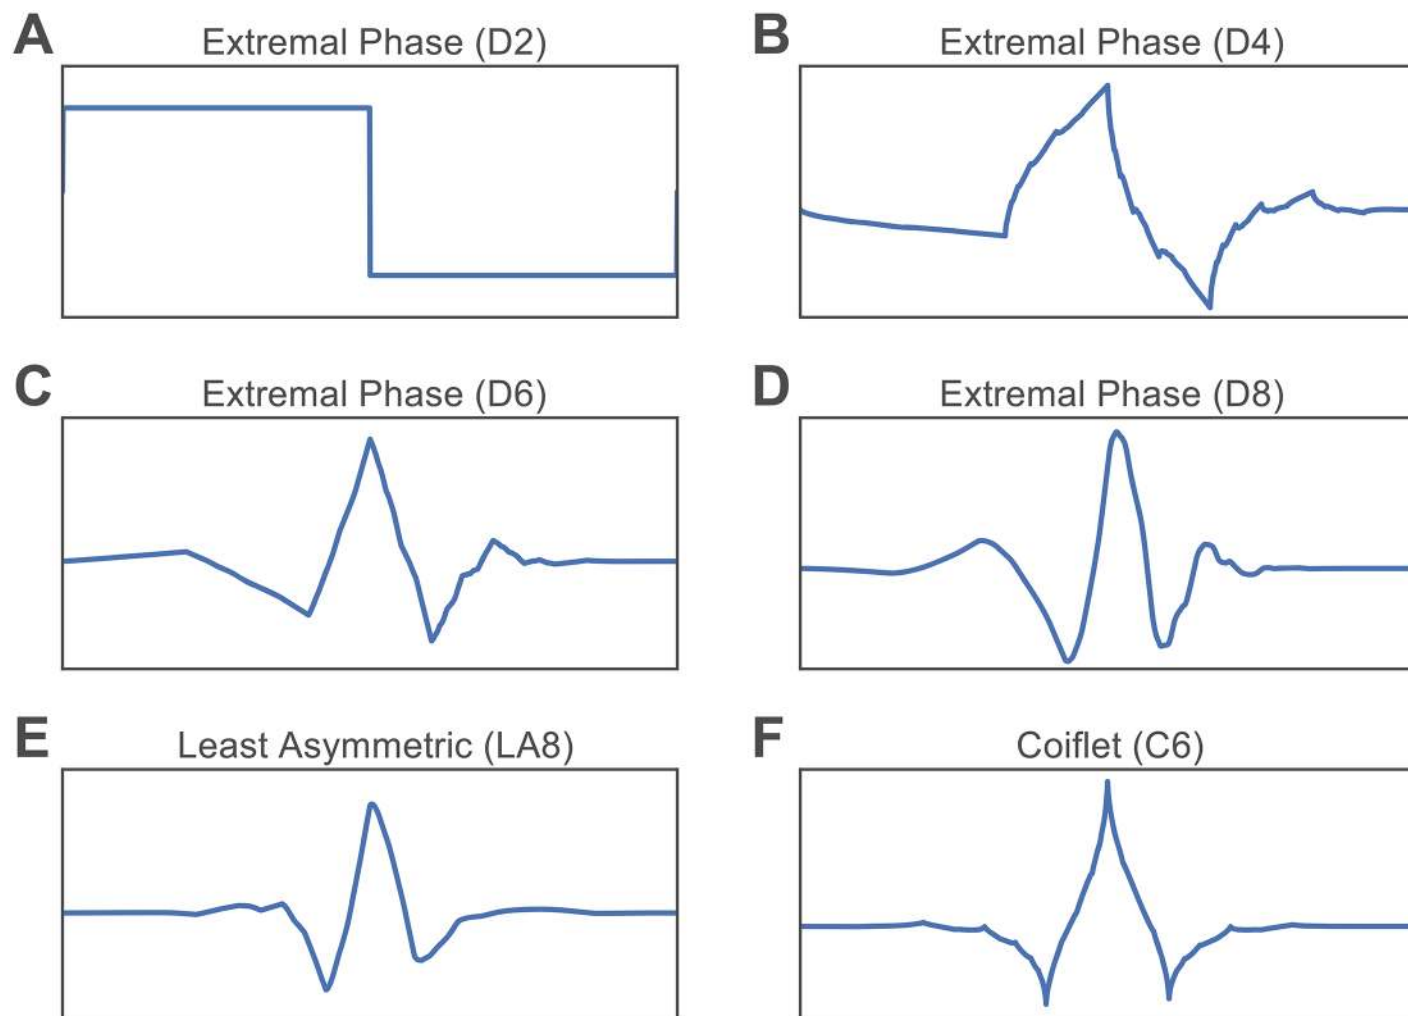 A
Extremal Phase (D2)
B
Extremal Phase (D4)
C
Extremal Phase (D6)
D
Extremal Phase (D8)
E
Least Asymmetric (LA8)
F
Coiflet (C6)